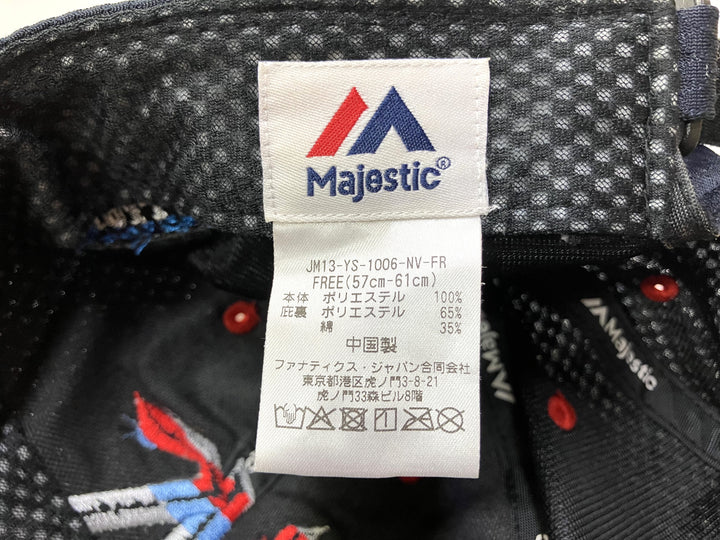 Majestic®
JM13-YS-1006-NV-FR
FREE(57cm-61cm)
本体 ポリエステル 100%
庇裏 ポリエステル 65%
綿 35%
中国製
ファナティクス・ジャパン合同会社
東京都港区虎ノ門3-8-21
虎ノ門33森ビル8階
Majestic
Majestic